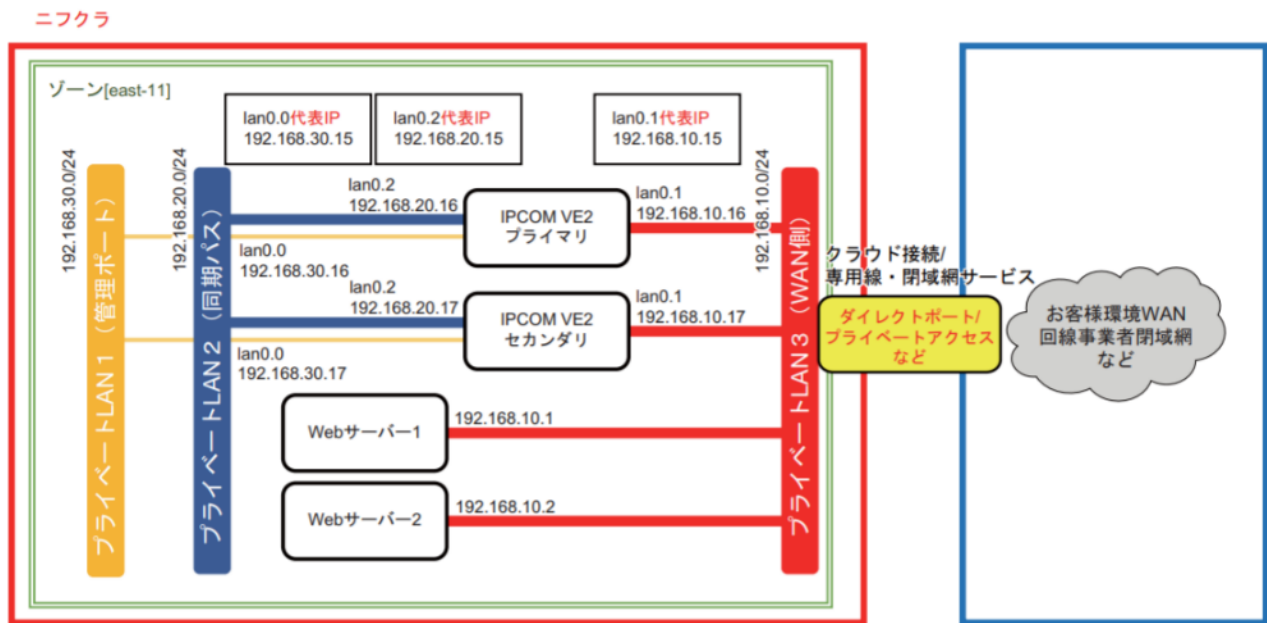 ニフクラ
ゾーン[east-11]
lan0.0代表IP
192.168.30.15
lan0.2代表IP
192.168.20.15
lan0.1代表IP
192.168.10.15
192.168.30.0/24
プライベートLAN 1（管理ポート）
192.168.20.0/24
プライベートLAN 2（同期パス）
lan0.2
192.168.20.16
lan0.0
192.168.30.16
IPCOM VE2
プライマリ
lan0.1
192.168.10.16
lan0.2
192.168.20.17
lan0.0
192.168.30.17
IPCOM VE2
セカンダリ
lan0.1
192.168.10.17
Webサーバー1
192.168.10.1
Webサーバー2
192.168.10.2
192.168.10.0/24
プライベートLAN 3（WAN側）
クラウド接続/
専用線・閉域網サービス
ダイレクトポート/
プライベートアクセス
など
お客様環境WAN
回線事業者閉域網
など